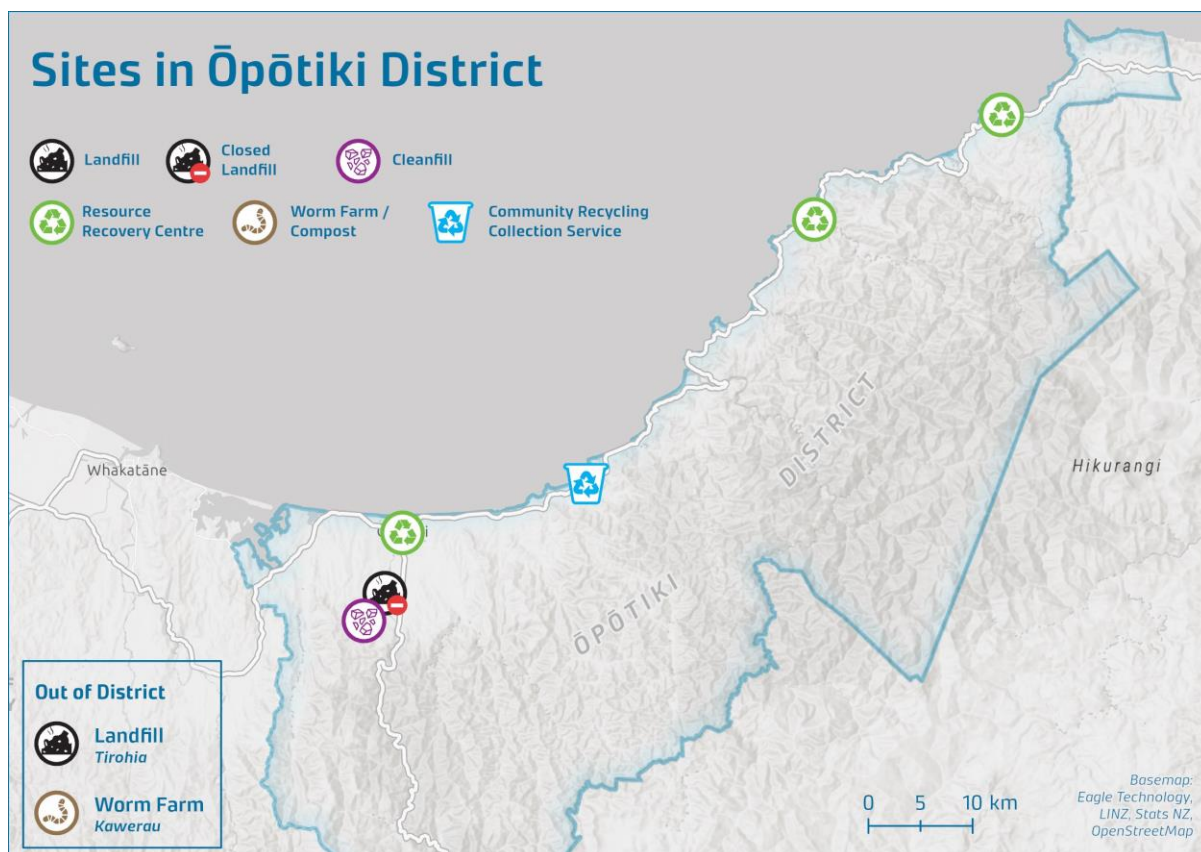 Sites in Ōpōtiki District
Landfill
Closed
Landfill
Cleanfill
Resource
Recovery Centre
Worm Farm /
Compost
Community Recycling
Collection Service
Whakatāne
DISTRICT
Hikurangi
ŌPŌTIKI
Out of District
Landfill
Tirohia
Worm Farm
Kawerau
0 5 10 km
Basemap:
Eagle Technology,
LINZ, Stats NZ,
OpenStreetMap